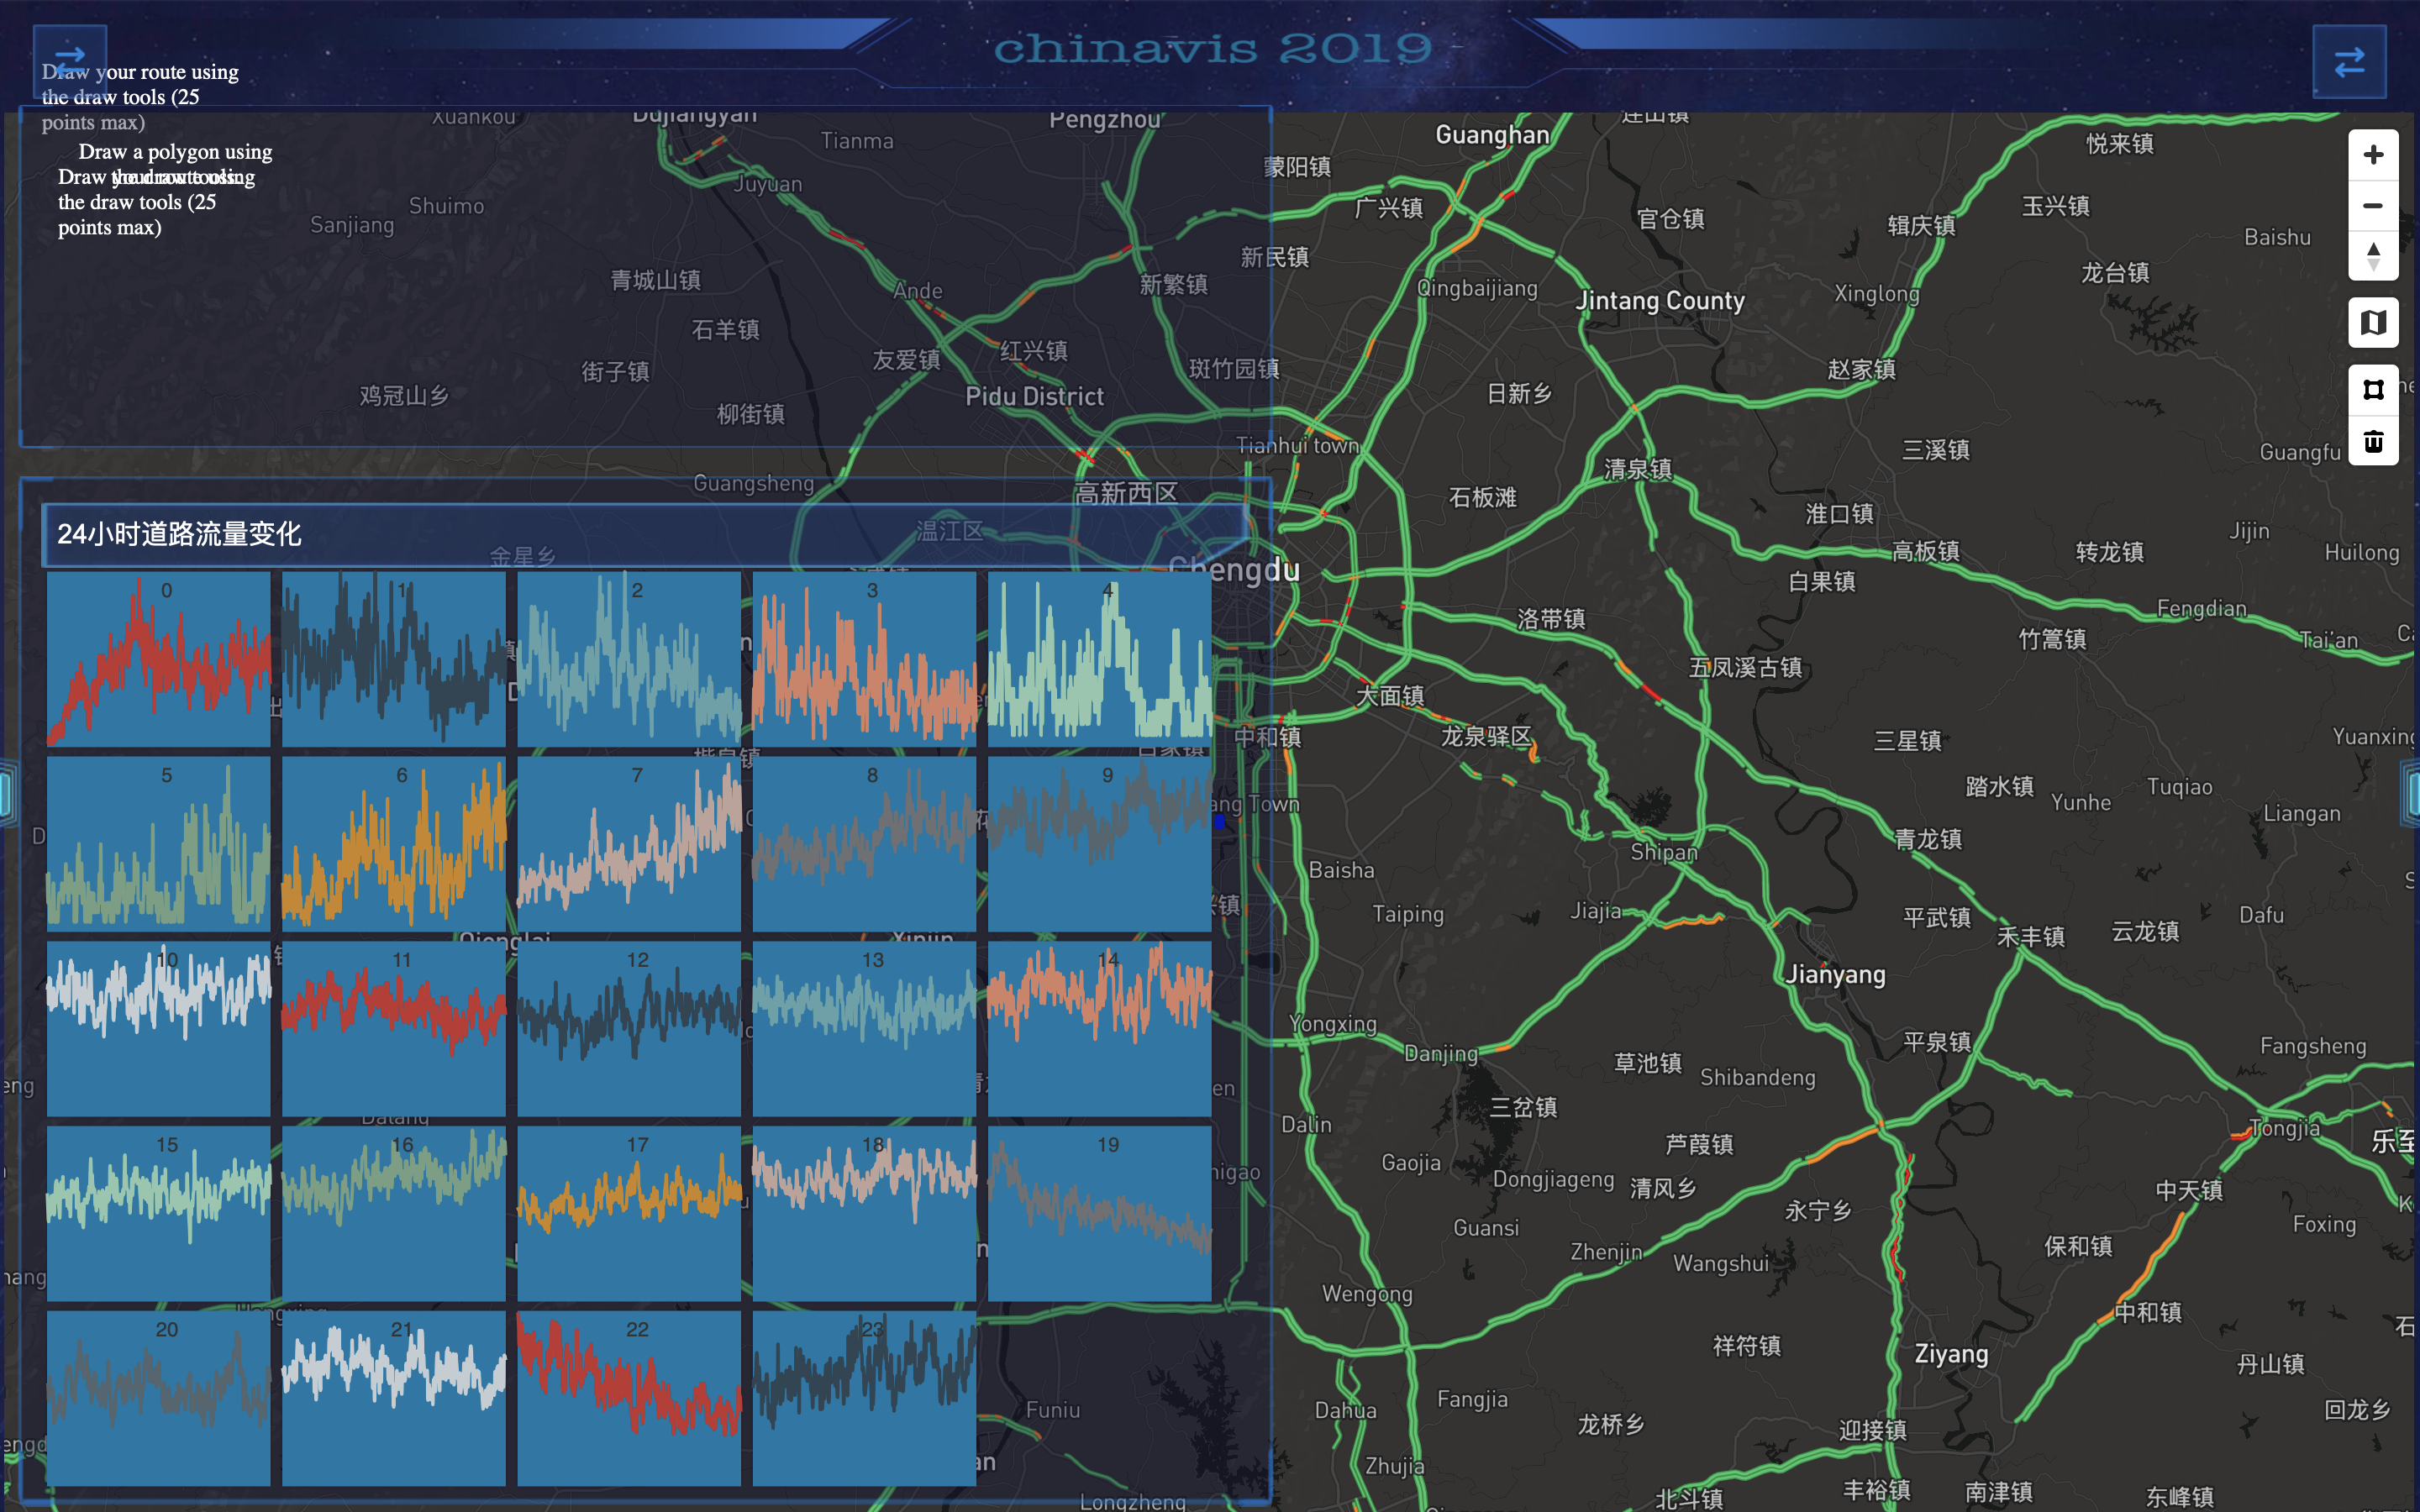 chinavis 2019
Draw your route using
the draw tools (25
points max)
Draw a polygon using
Draw your route using
the draw tools (25
points max)
Xuankou
Dujiangyan
Tianma
Pengzhou
Guanghan
连山镇
悦来镇
蒙阳镇
Juyuan
Shuimo
Sanjiang
广兴镇
官仓镇
辑庆镇
玉兴镇
Baishu
新民镇
龙台镇
青城山镇
新繁镇
Ande
Qingbaijiang
Jintang County
Xinglong
石羊镇
友爱镇
红兴镇
街子镇
斑竹园镇
赵家镇
鸡冠山乡
柳街镇
Pidu District
日新乡
Tianhui town
三溪镇
Guangfu
Guangsheng
高新西区
清泉镇
石板滩
淮口镇
24小时道路流量变化
温江区
金星乡
高板镇
转龙镇
Jijin
Huilong
Chengdu
白果镇
0
1
2
3
4
洛带镇
Fengdian
竹篙镇
Tai'an
五凤溪古镇
大面镇
中和镇
龙泉驿区
三星镇
Yuanxing
5
6
7
8
9
踏水镇
Yunhe
Tuqiao
Liangan
ang Town
青龙镇
Shipan
Baisha
Taiping
Jiajia
平武镇
禾丰镇
云龙镇
Dafu
Qionglai
Xinjin
10
11
12
13
14
Jianyang
Yongxing
Danjing
平泉镇
Fangsheng
草池镇
Shibandeng
三岔镇
Datang
Dalin
芦葭镇
Tongjia
乐至
15
16
17
18
19
Gaojia
Dongjiageng
清风乡
中天镇
永宁乡
Guansi
Foxing
Zhenjin
Wangshui
保和镇
Wengong
中和镇
20
21
22
23
祥符镇
Ziyang
丹山镇
Funiu
Dahua
Fangjia
龙桥乡
回龙乡
迎接镇
Zhujia
Longzheng
北斗镇
丰裕镇
南津镇
东峰镇